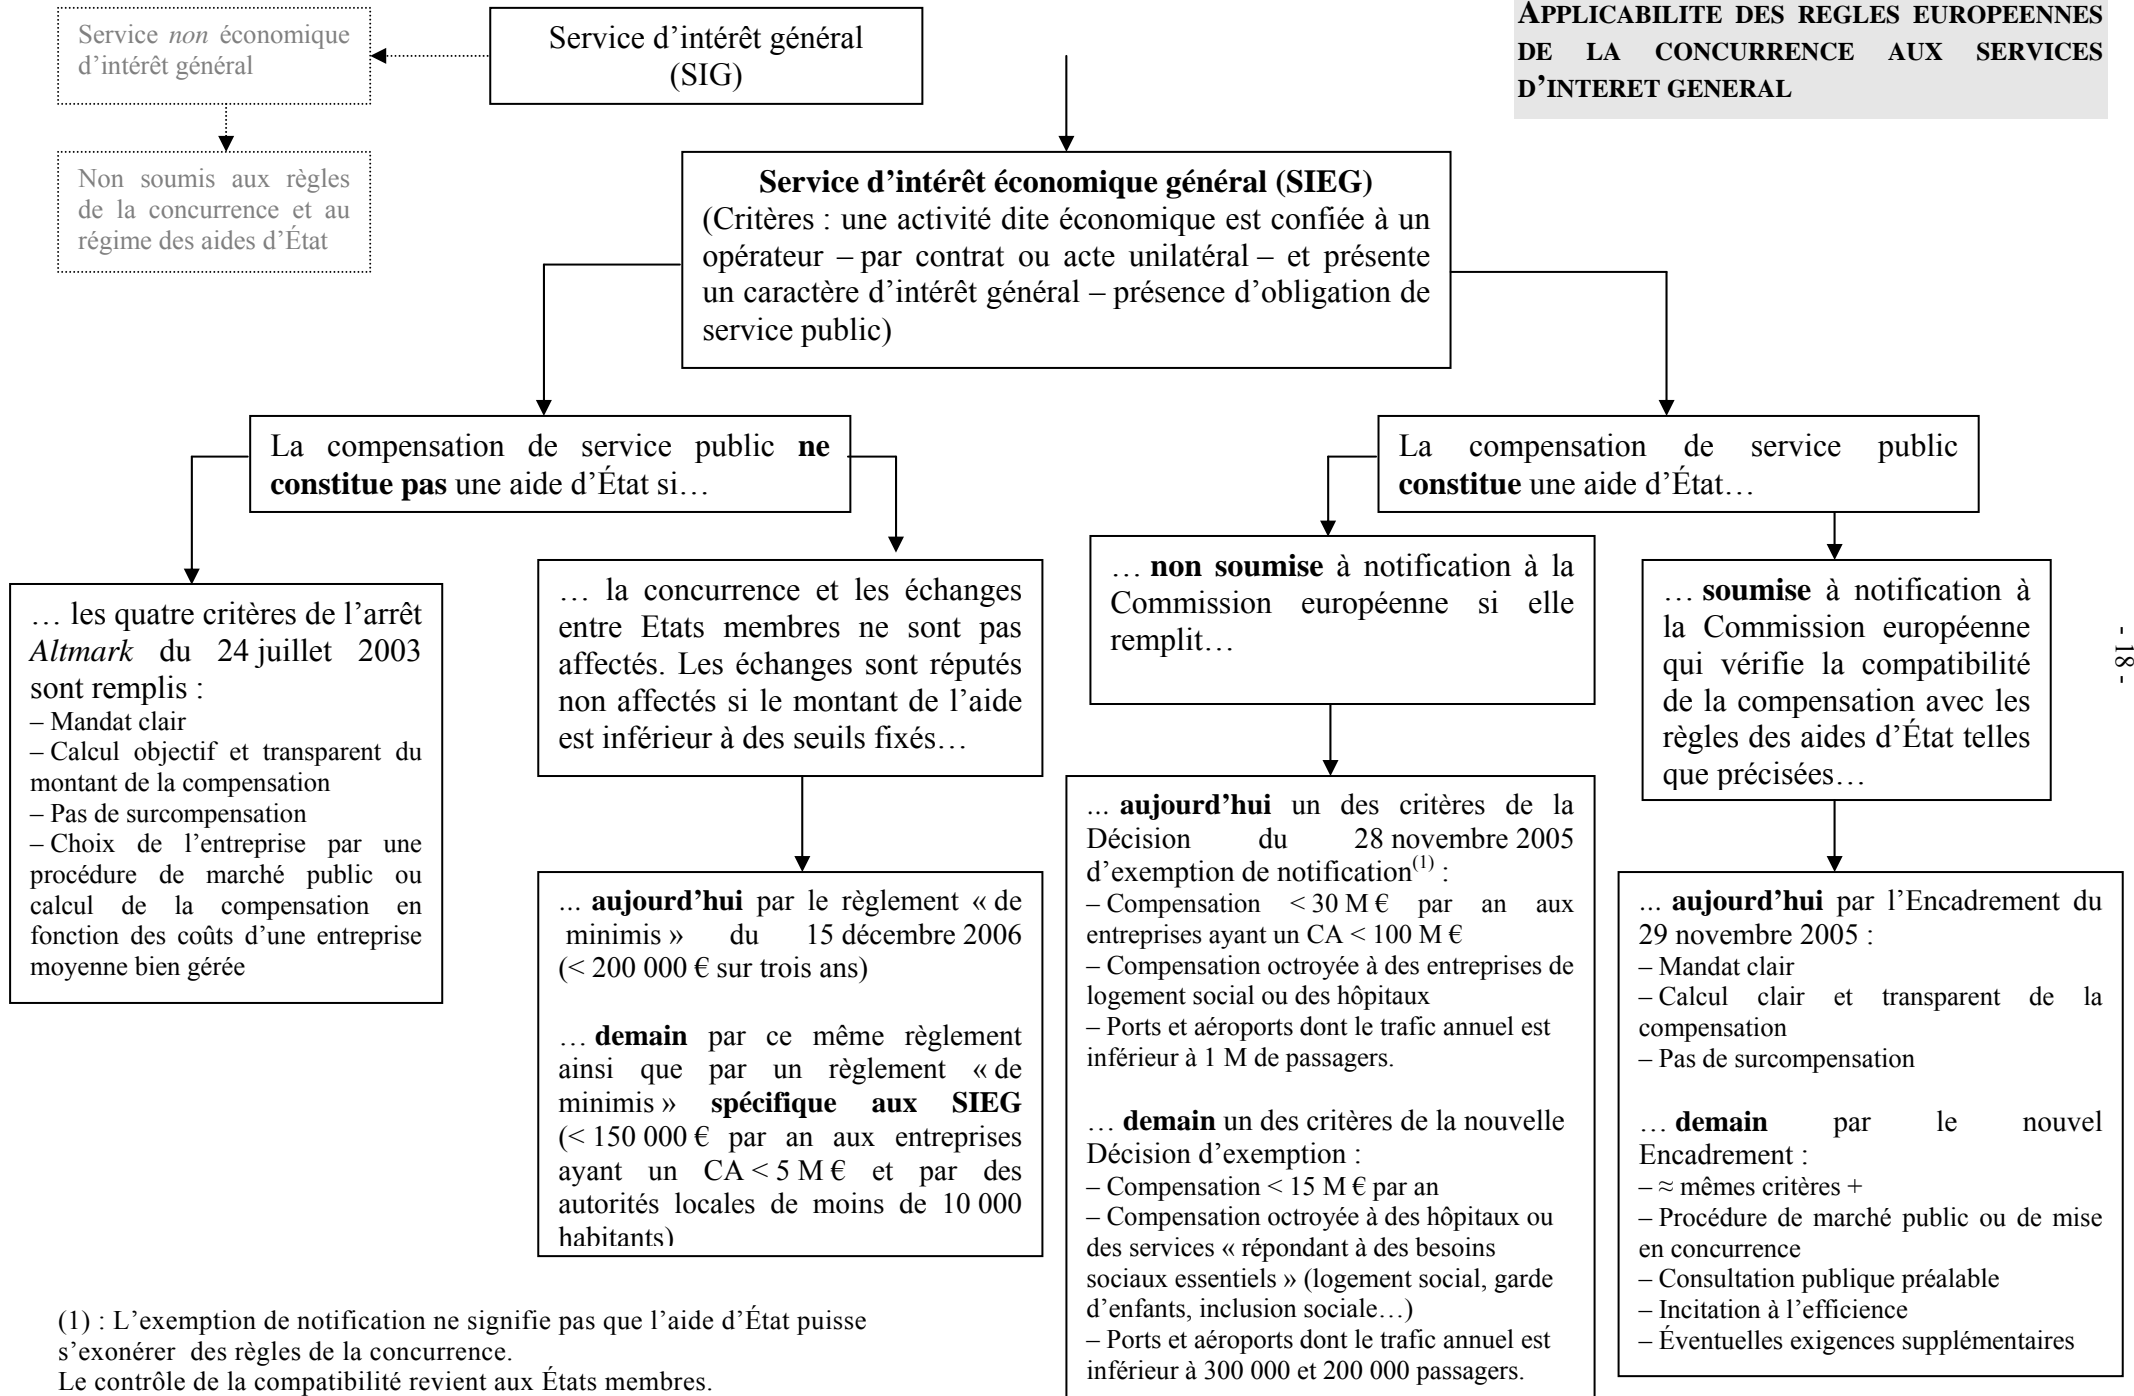 APPLICABILITE DES REGLES EUROPEENNES
DE LA CONCURRENCE AUX SERVICES
D’INTERET GENERAL
Service d’intérêt général
(SIG)
Service non économique
d’intérêt général
Non soumis aux règles
de la concurrence et au
régime des aides d’État
Service d’intérêt économique général (SIEG)
(Critères : une activité dite économique est confiée à un
opérateur – par contrat ou acte unilatéral – et présente
un caractère d’intérêt général – présence d’obligation de
service public)
La compensation de service public ne
constitue pas une aide d’État si…
La compensation de service public
constitue une aide d’État…
… les quatre critères de l’arrêt
Altmark du 24 juillet 2003
sont remplis :
– Mandat clair
– Calcul objectif et transparent du
montant de la compensation
– Pas de surcompensation
– Choix de l’entreprise par une
procédure de marché public ou
calcul de la compensation en
fonction des coûts d’une entreprise
moyenne bien gérée
… la concurrence et les échanges
entre Etats membres ne sont pas
affectés. Les échanges sont réputés
non affectés si le montant de l’aide
est inférieur à des seuils fixés…
... aujourd’hui par le règlement « de
minimis » du 15 décembre 2006
(< 200 000 € sur trois ans)
… demain par ce même règlement
ainsi que par un règlement « de
minimis » spécifique aux SIEG
(< 150 000 € par an aux entreprises
ayant un CA < 5 M € et par des
autorités locales de moins de 10 000
habitants)
… non soumise à notification à la
Commission européenne si elle
remplit…
... aujourd’hui un des critères de la
Décision du 28 novembre 2005
d’exemption de notification(1) :
– Compensation < 30 M € par an aux
entreprises ayant un CA < 100 M €
– Compensation octroyée à des entreprises de
logement social ou des hôpitaux
– Ports et aéroports dont le trafic annuel est
inférieur à 1 M de passagers.
… demain un des critères de la nouvelle
Décision d’exemption :
– Compensation < 15 M € par an
– Compensation octroyée à des hôpitaux ou
des services « répondant à des besoins
sociaux essentiels » (logement social, garde
d’enfants, inclusion sociale…)
– Ports et aéroports dont le trafic annuel est
inférieur à 300 000 et 200 000 passagers.
… soumise à notification à
la Commission européenne
qui vérifie la compatibilité
de la compensation avec les
règles des aides d’État telles
que précisées…
... aujourd’hui par l’Encadrement du
29 novembre 2005 :
– Mandat clair
– Calcul clair et transparent de la
compensation
– Pas de surcompensation
… demain par le nouvel
Encadrement :
– ≈ mêmes critères +
– Procédure de marché public ou de mise
en concurrence
– Consultation publique préalable
– Incitation à l’efficience
– Éventuelles exigences supplémentaires
(1) : L’exemption de notification ne signifie pas que l’aide d’État puisse
s’exonérer des règles de la concurrence.
Le contrôle de la compatibilité revient aux États membres.
- 18 -